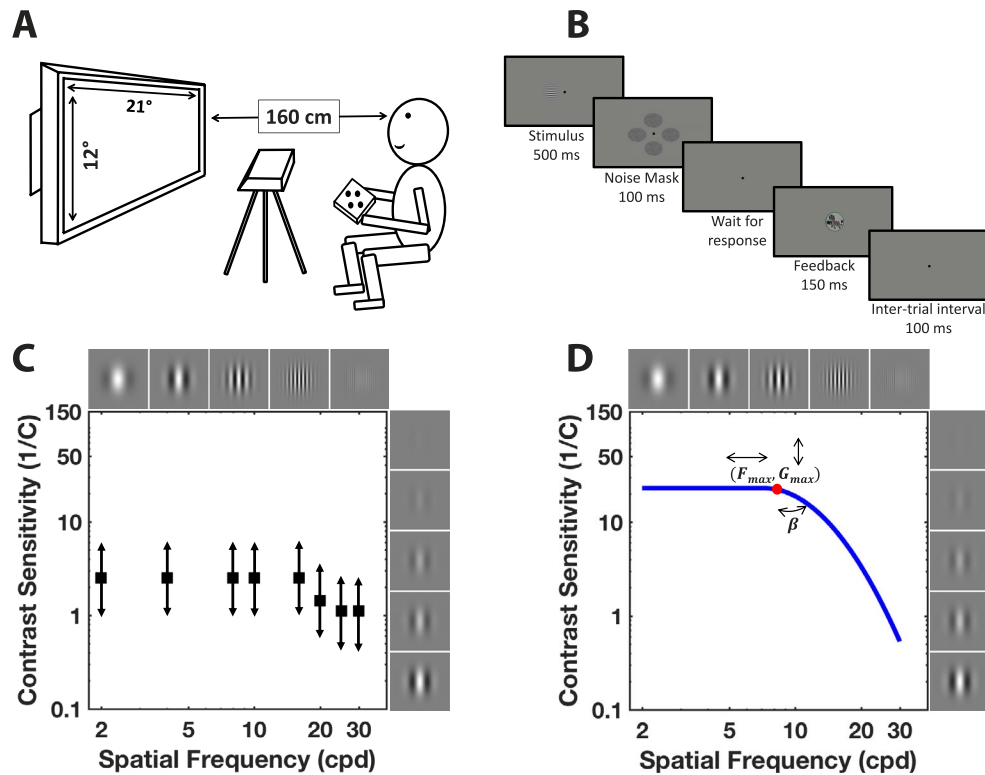 A
21°
12°
160 cm
B
Stimulus
500 ms
Noise Mask
100 ms
Wait for
response
Feedback
150 ms
Inter-trial interval
100 ms
C
Contrast Sensitivity (1/C)
150
50
10
1
0.1
2
5
10
20
30
Spatial Frequency (cpd)
D
Contrast Sensitivity (1/C)
150
50
10
1
0.1
(Fmax, Gmax)
β
2
5
10
20
30
Spatial Frequency (cpd)